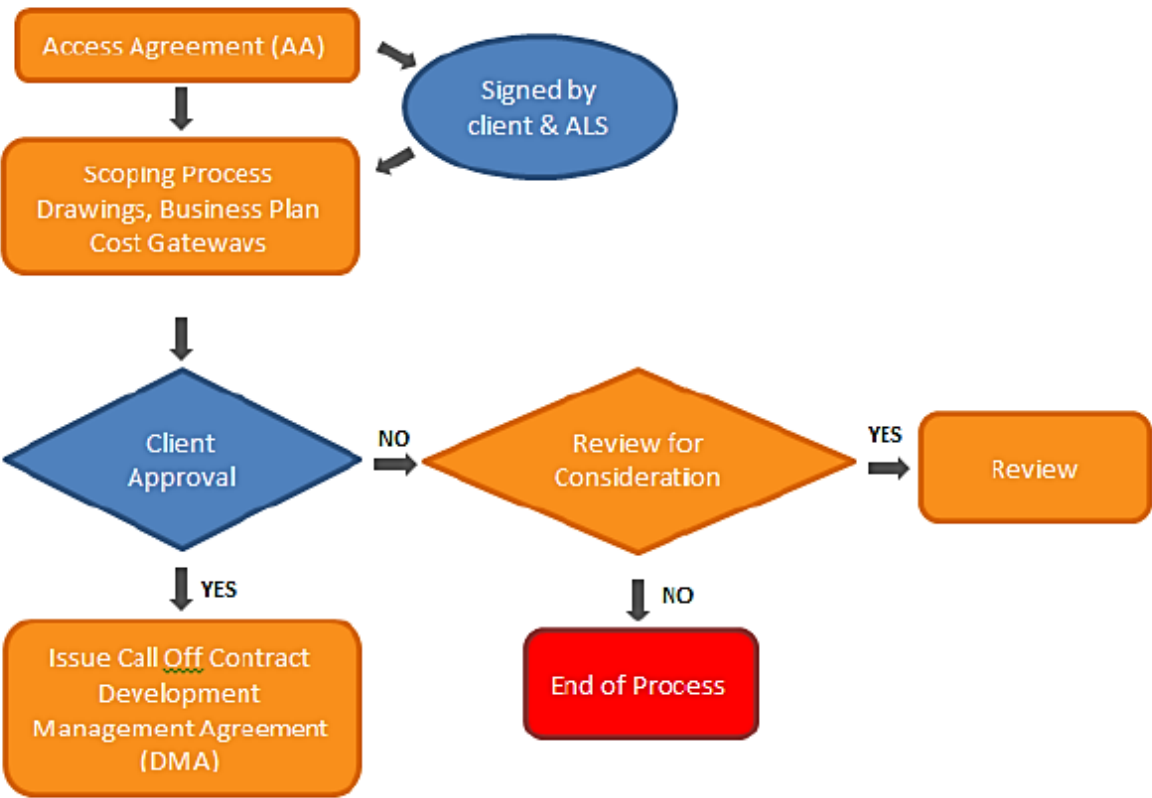 Access Agreement (AA)
Signed by
client & ALS
Scoping Process
Drawings, Business Plan
Cost Gateways
Client
Approval
NO
Review for
Consideration
YES
Review
YES
NO
Issue Call Off Contract
Development
Management Agreement
(DMA)
End of Process